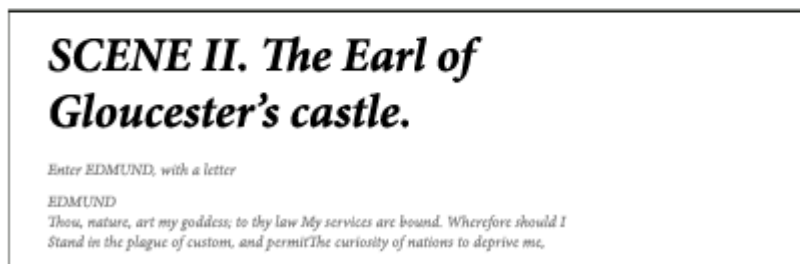 SCENE II. The Earl of
Gloucester’s castle.
Enter EDMUND, with a letter
EDMUND
Thou, nature, art my goddess; to thy law My services are bound. Wherefore should I
Stand in the plague of custom, and permitThe curiosity of nations to deprive me,